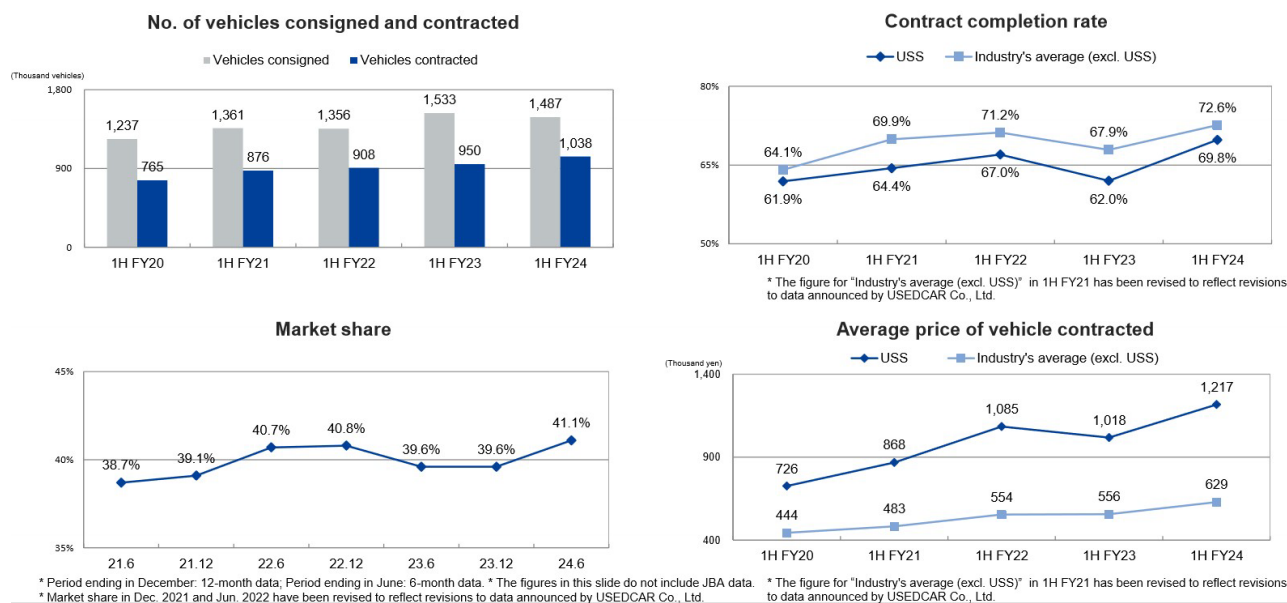 No. of vehicles consigned and contracted
Vehicles consigned
Vehicles contracted
(Thousand vehicles)
1,800
900
0
1,237
765
1,361
876
1,356
908
1,533
950
1,487
1,038
1H FY20
1H FY21
1H FY22
1H FY23
1H FY24
Contract completion rate
USS
Industry's average (excl. USS)
80%
65%
50%
64.1%
69.9%
71.2%
67.9%
72.6%
61.9%
64.4%
67.0%
62.0%
69.8%
1H FY20
1H FY21
1H FY22
1H FY23
1H FY24
* The figure for “Industry's average (excl. USS)” in 1H FY21 has been revised to reflect revisions
to data announced by USEDCAR Co., Ltd.
Market share
45%
40%
35%
38.7%
39.1%
40.7%
40.8%
39.6%
39.6%
41.1%
21.6
21.12
22.6
22.12
23.6
23.12
24.6
* Period ending in December: 12-month data; Period ending in June: 6-month data. * The figures in this slide do not include JBA data.
* Market share in Dec. 2021 and Jun. 2022 have been revised to reflect revisions to data announced by USEDCAR Co., Ltd.
Average price of vehicle contracted
USS
Industry's average (excl. USS)
(Thousand yen)
1,400
900
400
726
868
1,085
1,018
1,217
444
483
554
556
629
1H FY20
1H FY21
1H FY22
1H FY23
1H FY24
* The figure for “Industry's average (excl. USS)” in 1H FY21 has been revised to reflect revisions
to data announced by USEDCAR Co., Ltd.